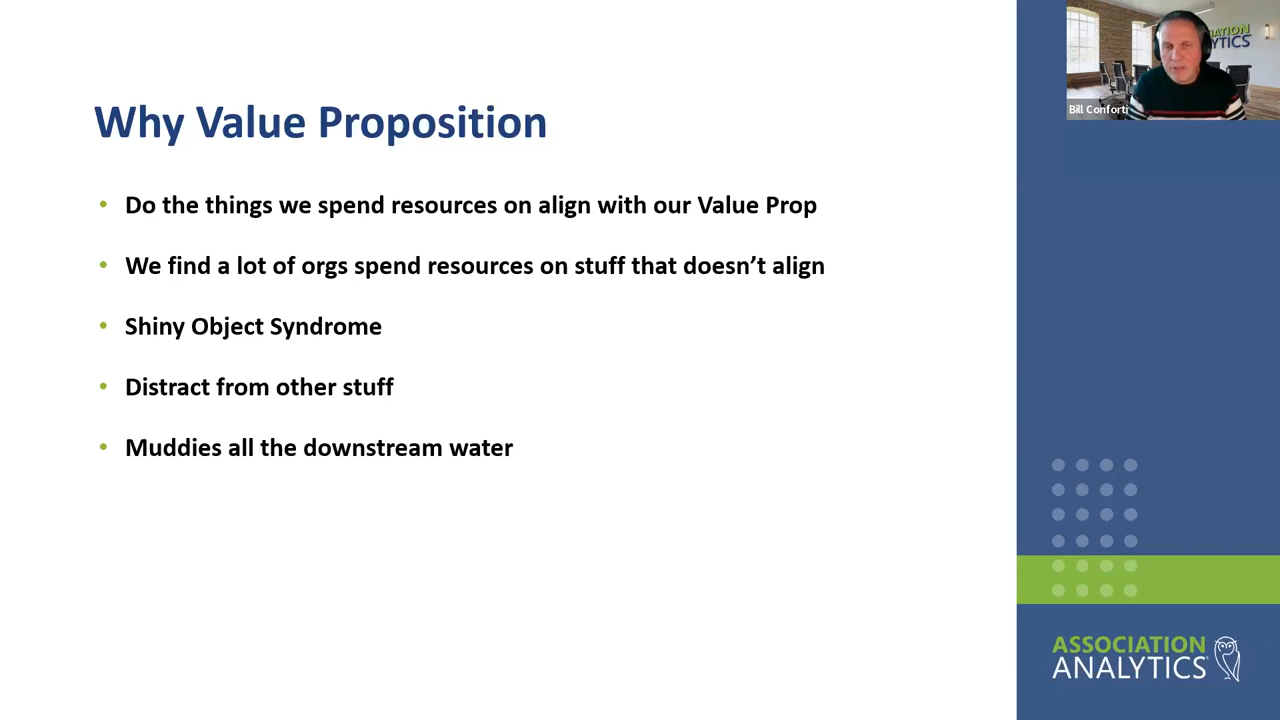 Why Value Proposition
• Do the things we spend resources on align with our Value Prop
• We find a lot of orgs spend resources on stuff that doesn’t align
• Shiny Object Syndrome
• Distract from other stuff
• Muddies all the downstream water
Bill Conforti
ASSOCIATION
ANALYTICS